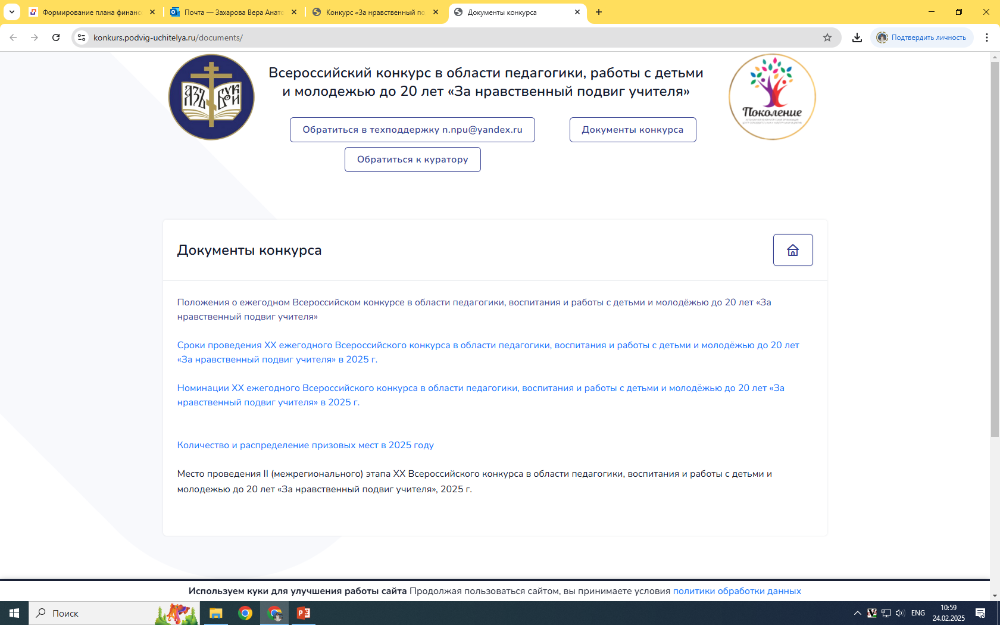 Формирование плана финанс
Почта — Захарова Вера Анато
Конкурс «За нравственный по
Документы конкурса
konkurs.podvig-uchitelya.ru/documents/
Подтвердить личность
АЗЪ БУКИ
Всероссийский конкурс в области педагогики, работы с детьми
и молодежью до 20 лет «За нравственный подвиг учителя»
Поколение
Обратиться в техподдержку n.npu@yandex.ru
Документы конкурса
Обратиться к куратору
Документы конкурса
Положения о ежегодном Всероссийском конкурсе в области педагогики, воспитания и работы с детьми и молодёжью до 20 лет «За
нравственный подвиг учителя»
Сроки проведения XX ежегодного Всероссийского конкурса в области педагогики, воспитания и работы с детьми и молодёжью до 20 лет
«За нравственный подвиг учителя» в 2025 г.
Номинации XX ежегодного Всероссийского конкурса в области педагогики, воспитания и работы с детьми и молодёжью до 20 лет «За
нравственный подвиг учителя» в 2025 г.
Количество и распределение призовых мест в 2025 году
Место проведения II (межрегионального) этапа XX Всероссийского конкурса в области педагогики, воспитания и работы с детьми и
молодежью до 20 лет «За нравственный подвиг учителя», 2025 г.
Используем куки для улучшения работы сайта Продолжая пользоваться сайтом, вы принимаете условия политики обработки данных
Поиск
ENG
10:59
24.02.2025